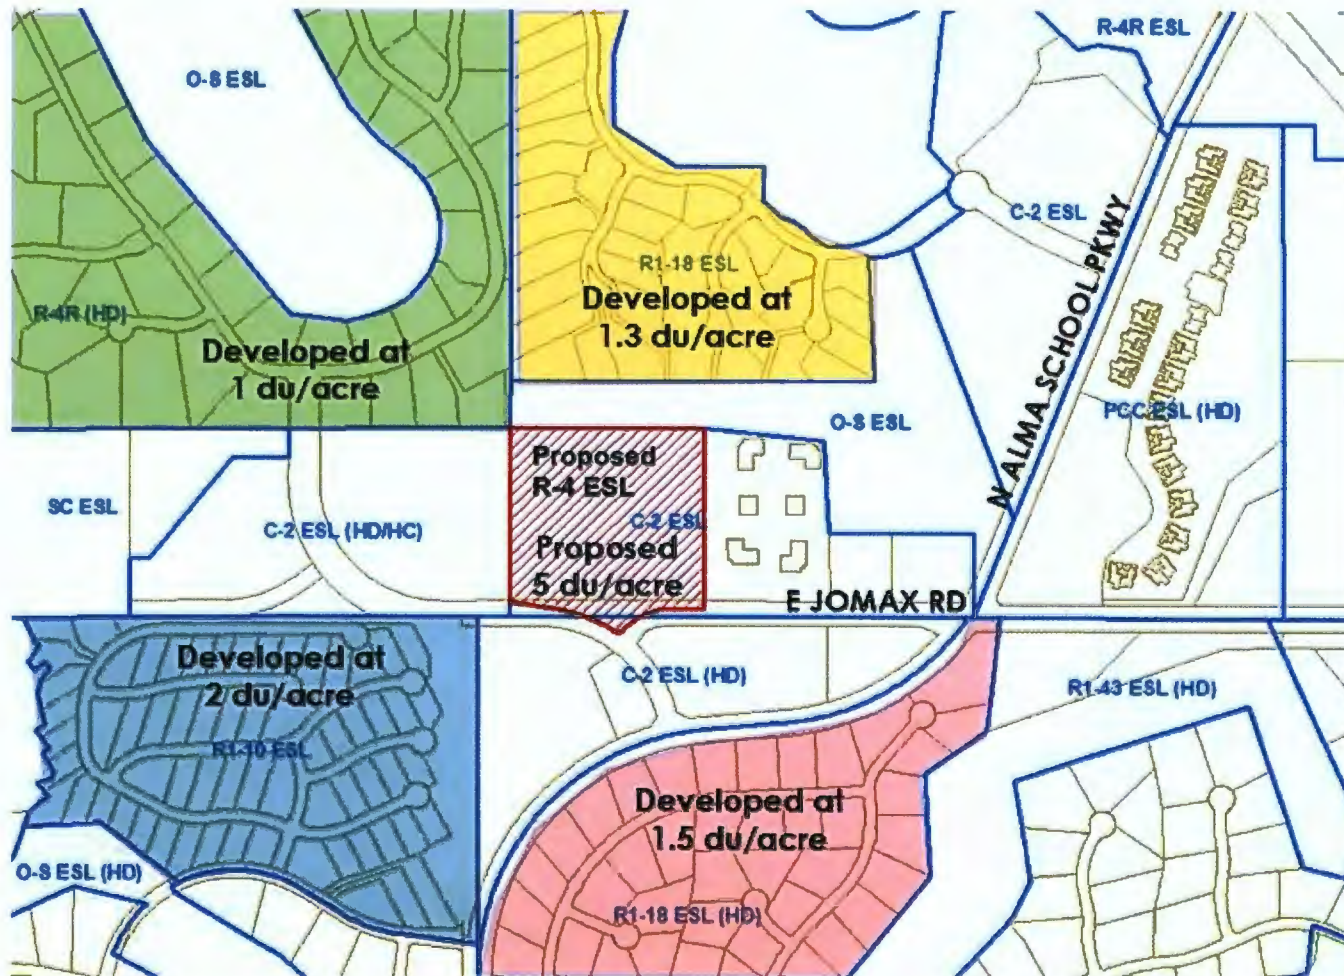 R-4R ESL
O-S ESL
C-2 ESL
N ALMA SCHOOL PKWY
R1-18 ESL
Developed at
1.3 du/acre
R-4R (HD)
Developed at
1 du/acre
PCC ESL (HD)
O-S ESL
Proposed
R-4 ESL
SC ESL
C-2 ESL (HD/HC)
C-2 ESL
Proposed
5 du/acre
E JOMAX RD
Developed at
2 du/acre
C-2 ESL (HD)
R1-43 ESL (HD)
R1-10 ESL
Developed at
1.5 du/acre
O-S ESL (HD)
R1-18 ESL (HD)